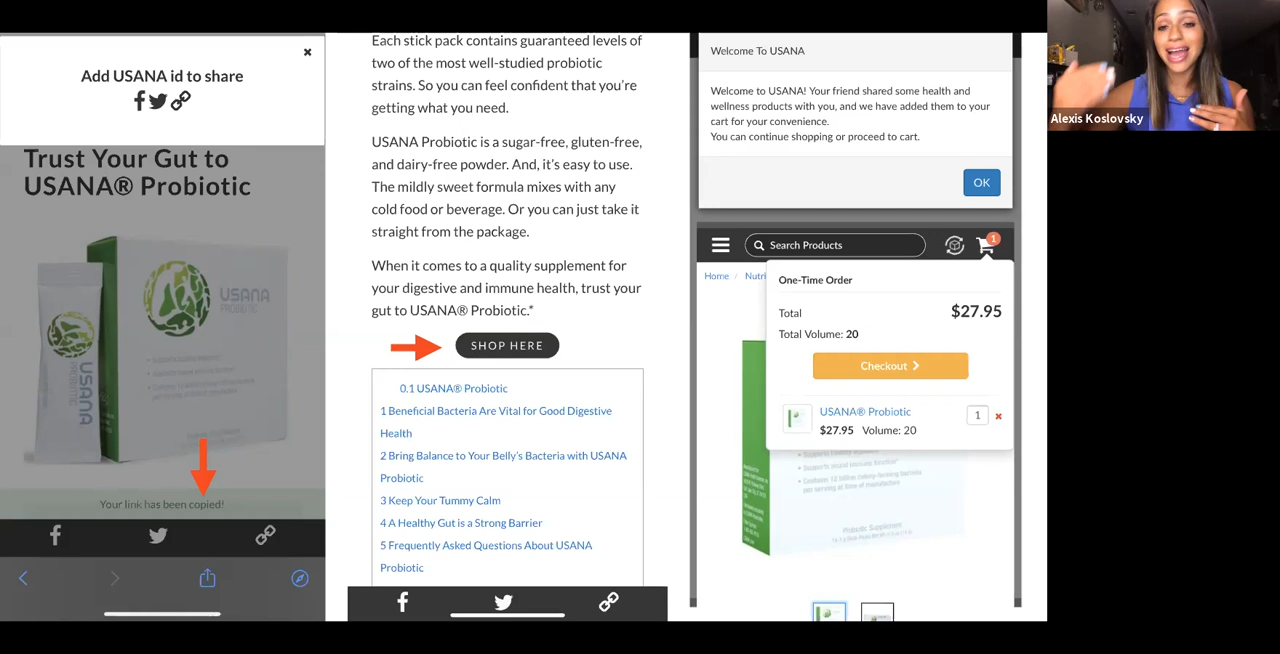 Add USANA id to share
Trust Your Gut to
USANA® Probiotic
USANA
PROBIOTIC
USANA
PROBIOTIC
Your link has been copied!
Each stick pack contains guaranteed levels of
two of the most well-studied probiotic
strains. So you can feel confident that you're
getting what you need.
USANA Probiotic is a sugar-free, gluten-free,
and dairy-free powder. And, it's easy to use.
The mildly sweet formula mixes with any
cold food or beverage. Or you can just take it
straight from the package.
When it comes to a quality supplement for
your digestive and immune health, trust your
gut to USANA® Probiotic.*
SHOP HERE
0.1 USANA® Probiotic
1 Beneficial Bacteria Are Vital for Good Digestive
Health
2 Bring Balance to Your Belly's Bacteria with USANA
Probiotic
3 Keep Your Tummy Calm
4 A Healthy Gut is a Strong Barrier
5 Frequently Asked Questions About USANA
Probiotic
Welcome To USANA
Welcome to USANA! Your friend shared some health and
wellness products with you, and we have added them to your
cart for your convenience.
You can continue shopping or proceed to cart.
OK
Search Products
1
Home / Nutri
One-Time Order
Total $27.95
Total Volume: 20
Checkout
USANA® Probiotic 1
$27.95 Volume: 20
Probiotic Supplement
Alexis Koslovsky